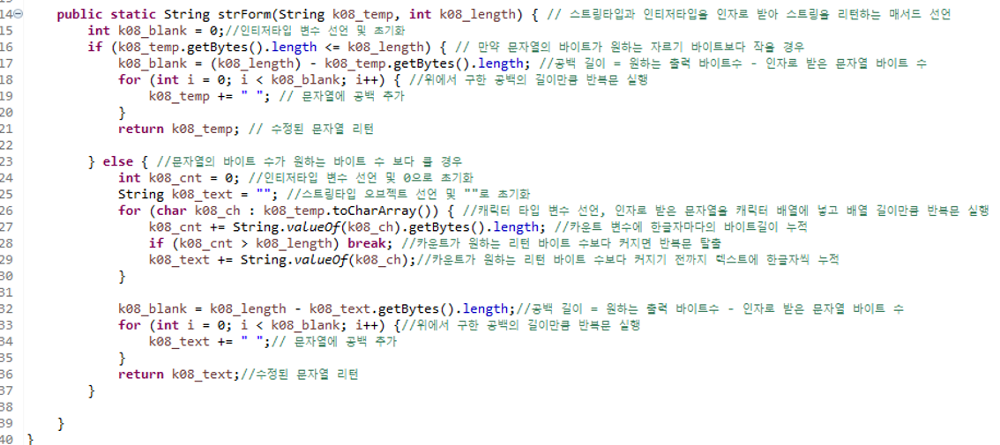 14 public static String strForm(String k08_temp, int k08_length) { // 스트링타입과 인티저타입을 인자로 받아 스트링을 리턴하는 매서드 선언
15 int k08_blank = 0;//인티저타입 변수 선언 및 초기화
16 if (k08_temp.getBytes().length <= k08_length) { // 만약 문자열의 바이트가 원하는 자르기 바이트보다 작을 경우
17 k08_blank = (k08_length) - k08_temp.getBytes().length; //공백 길이 = 원하는 출력 바이트수 - 인자로 받은 문자열 바이트 수
18 for (int i = 0; i < k08_blank; i++) { //위에서 구한 공백의 길이만큼 반복문 실행
19 k08_temp += " "; // 문자열에 공백 추가
20 }
21 return k08_temp; // 수정된 문자열 리턴
22
23 } else { //문자열의 바이트 수가 원하는 바이트 수 보다 클 경우
24 int k08_cnt = 0; //인티저타입 변수 선언 및 0으로 초기화
25 String k08_text = ""; //스트링타입 오브젝트 선언 및 ""로 초기화
26 for (char k08_ch : k08_temp.toCharArray()) { //캐릭터 타입 변수 선언, 인자로 받은 문자열을 캐릭터 배열에 넣고 배열 길이만큼 반복문 실행
27 k08_cnt += String.valueOf(k08_ch).getBytes().length; //카운트 변수에 한글자마다의 바이트길이 누적
28 if (k08_cnt > k08_length) break; //카운트가 원하는 리턴 바이트 수보다 커지면 반복문 탈출
29 k08_text += String.valueOf(k08_ch);//카운트가 원하는 리턴 바이트 수보다 커지기 전까지 텍스트에 한글자씩 누적
30 }
31
32 k08_blank = k08_length - k08_text.getBytes().length;//공백 길이 = 원하는 출력 바이트수 - 인자로 받은 문자열 바이트 수
33 for (int i = 0; i < k08_blank; i++) {//위에서 구한 공백의 길이만큼 반복문 실행
34 k08_text += " ";// 문자열에 공백 추가
35 }
36 return k08_text;//수정된 문자열 리턴
37 }
38
39 }
40 }